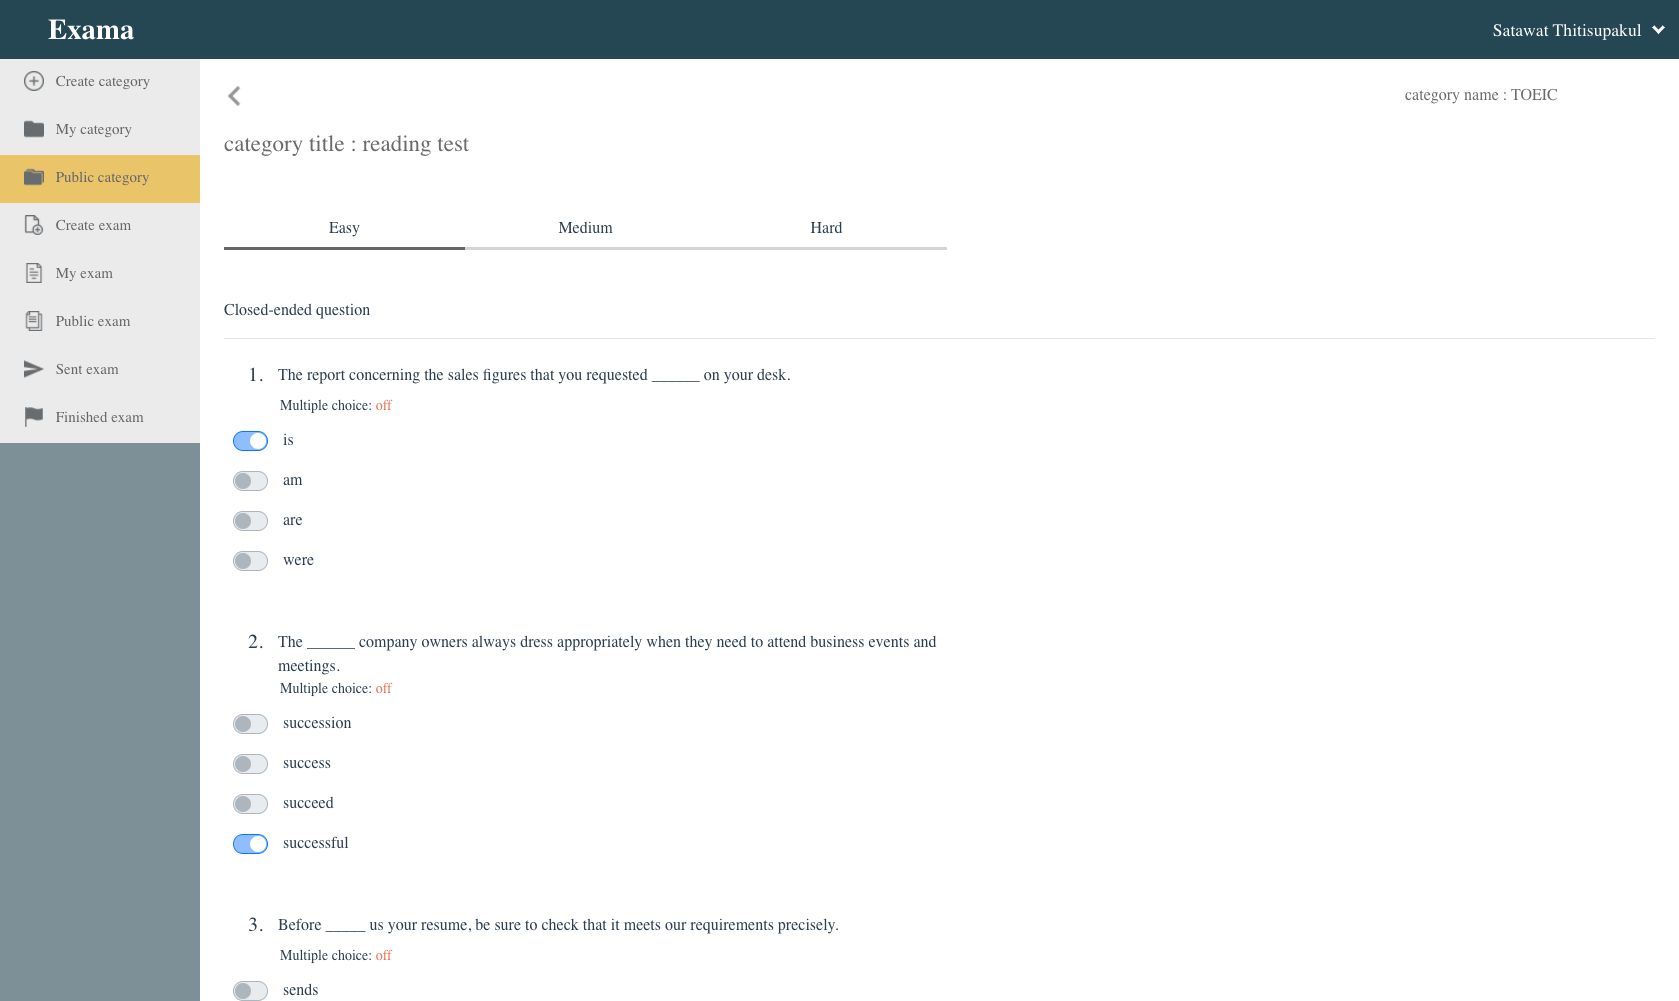 Exama
Satawat Thitisupakul
Create category
My category
Public category
Create exam
My exam
Public exam
Sent exam
Finished exam
category name : TOEIC
category title : reading test
Easy
Medium
Hard
Closed-ended question
1. The report concerning the sales figures that you requested ______ on your desk.
Multiple choice: off
is
am
are
were
2. The ______ company owners always dress appropriately when they need to attend business events and
meetings.
Multiple choice: off
succession
success
succeed
successful
3. Before _____ us your resume, be sure to check that it meets our requirements precisely.
Multiple choice: off
sends